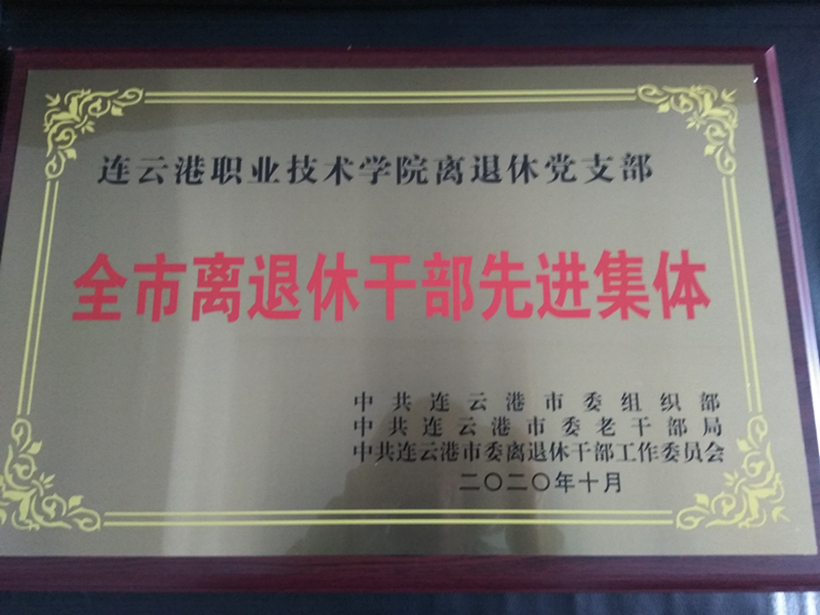 连云港职业技术学院离退休党支部
全市离退休干部先进集体
中共连云港市委组织部
中共连云港市委老干部局
中共连云港市委离退休干部工作委员会
二〇二〇年十月